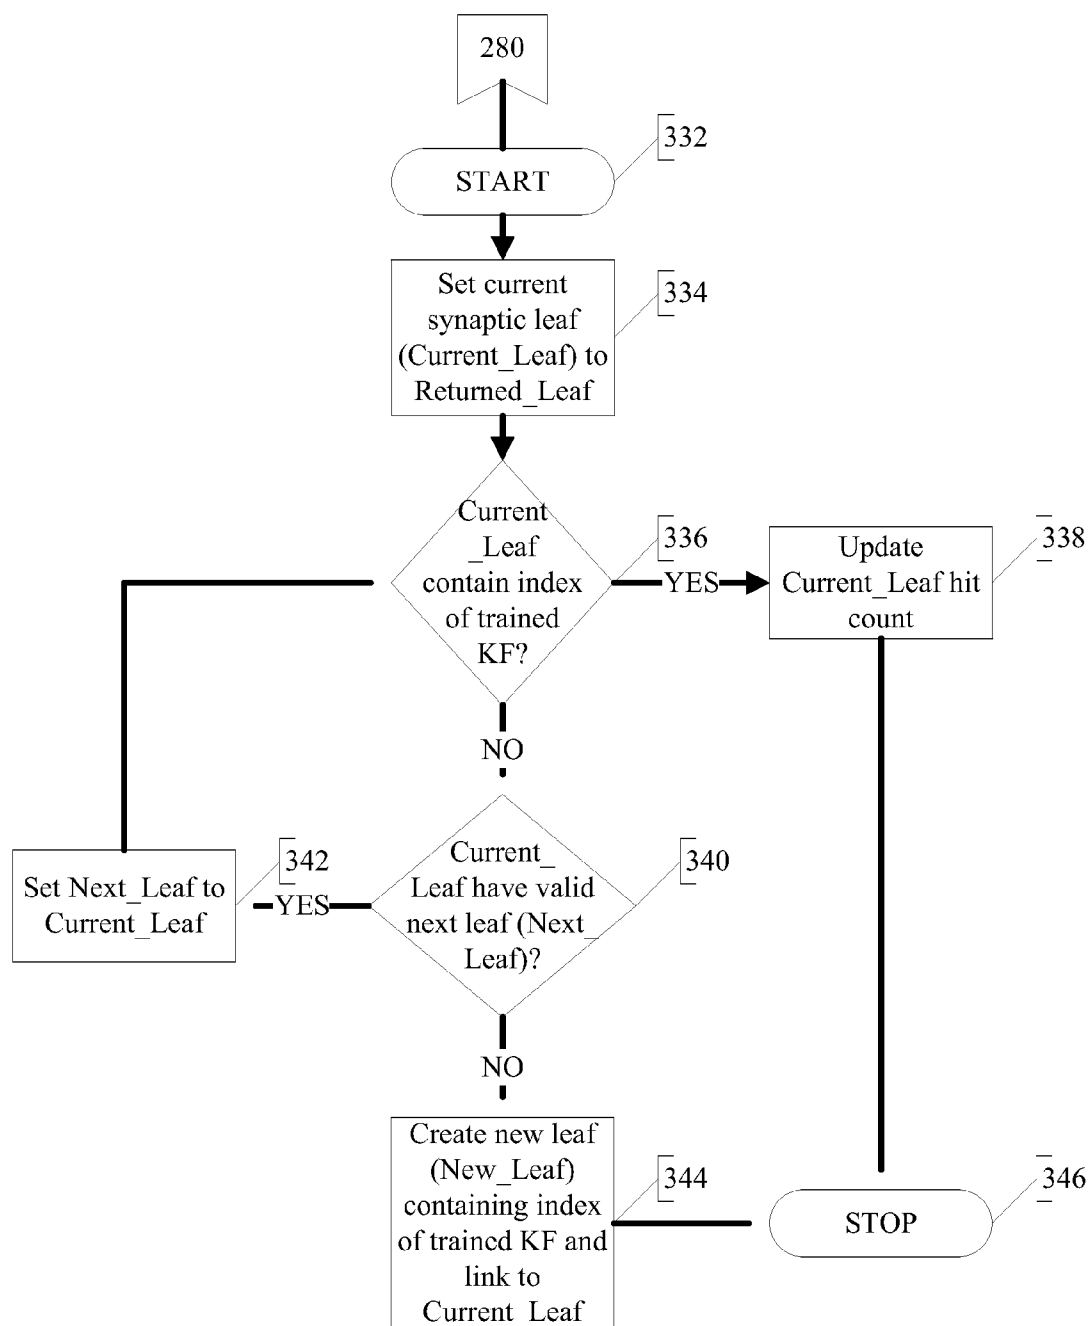 280
332
START
334
Set current
synaptic leaf
(Current_Leaf) to
Returned_Leaf
Current
_Leaf
contain index
of trained
KF?
336
YES
Update
Current_Leaf hit
count
338
NO
342
Set Next_Leaf to
Current_Leaf
YES
Current_
Leaf have valid
next leaf (Next_
Leaf)?
340
NO
Create new leaf
(New_Leaf)
containing index
of trained KF and
link to
Current_Leaf
344
STOP
346